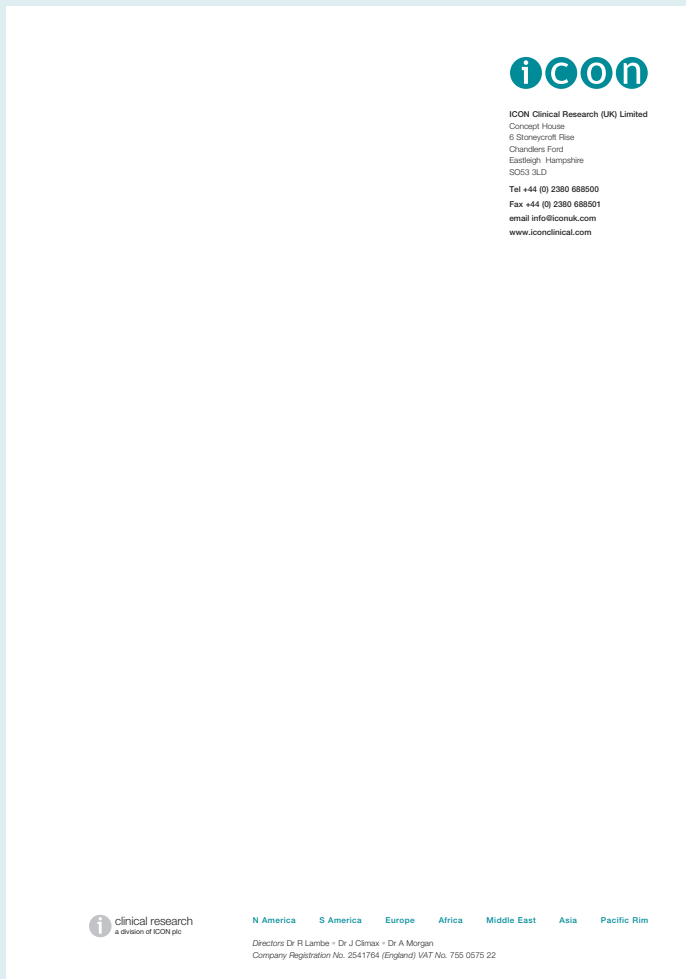 icon
ICON Clinical Research (UK) Limited
Concept House
6 Stoneycroft Rise
Chandlers Ford
Eastleigh Hampshire
SO53 3LD
Tel +44 (0) 2380 688500
Fax +44 (0) 2380 688501
email info@iconuk.com
www.iconclinical.com
i clinical research
a division of ICON plc
N America S America Europe Africa Middle East Asia Pacific Rim
Directors Dr R Lambe • Dr J Climax • Dr A Morgan
Company Registration No. 2541764 (England) VAT No. 755 0575 22